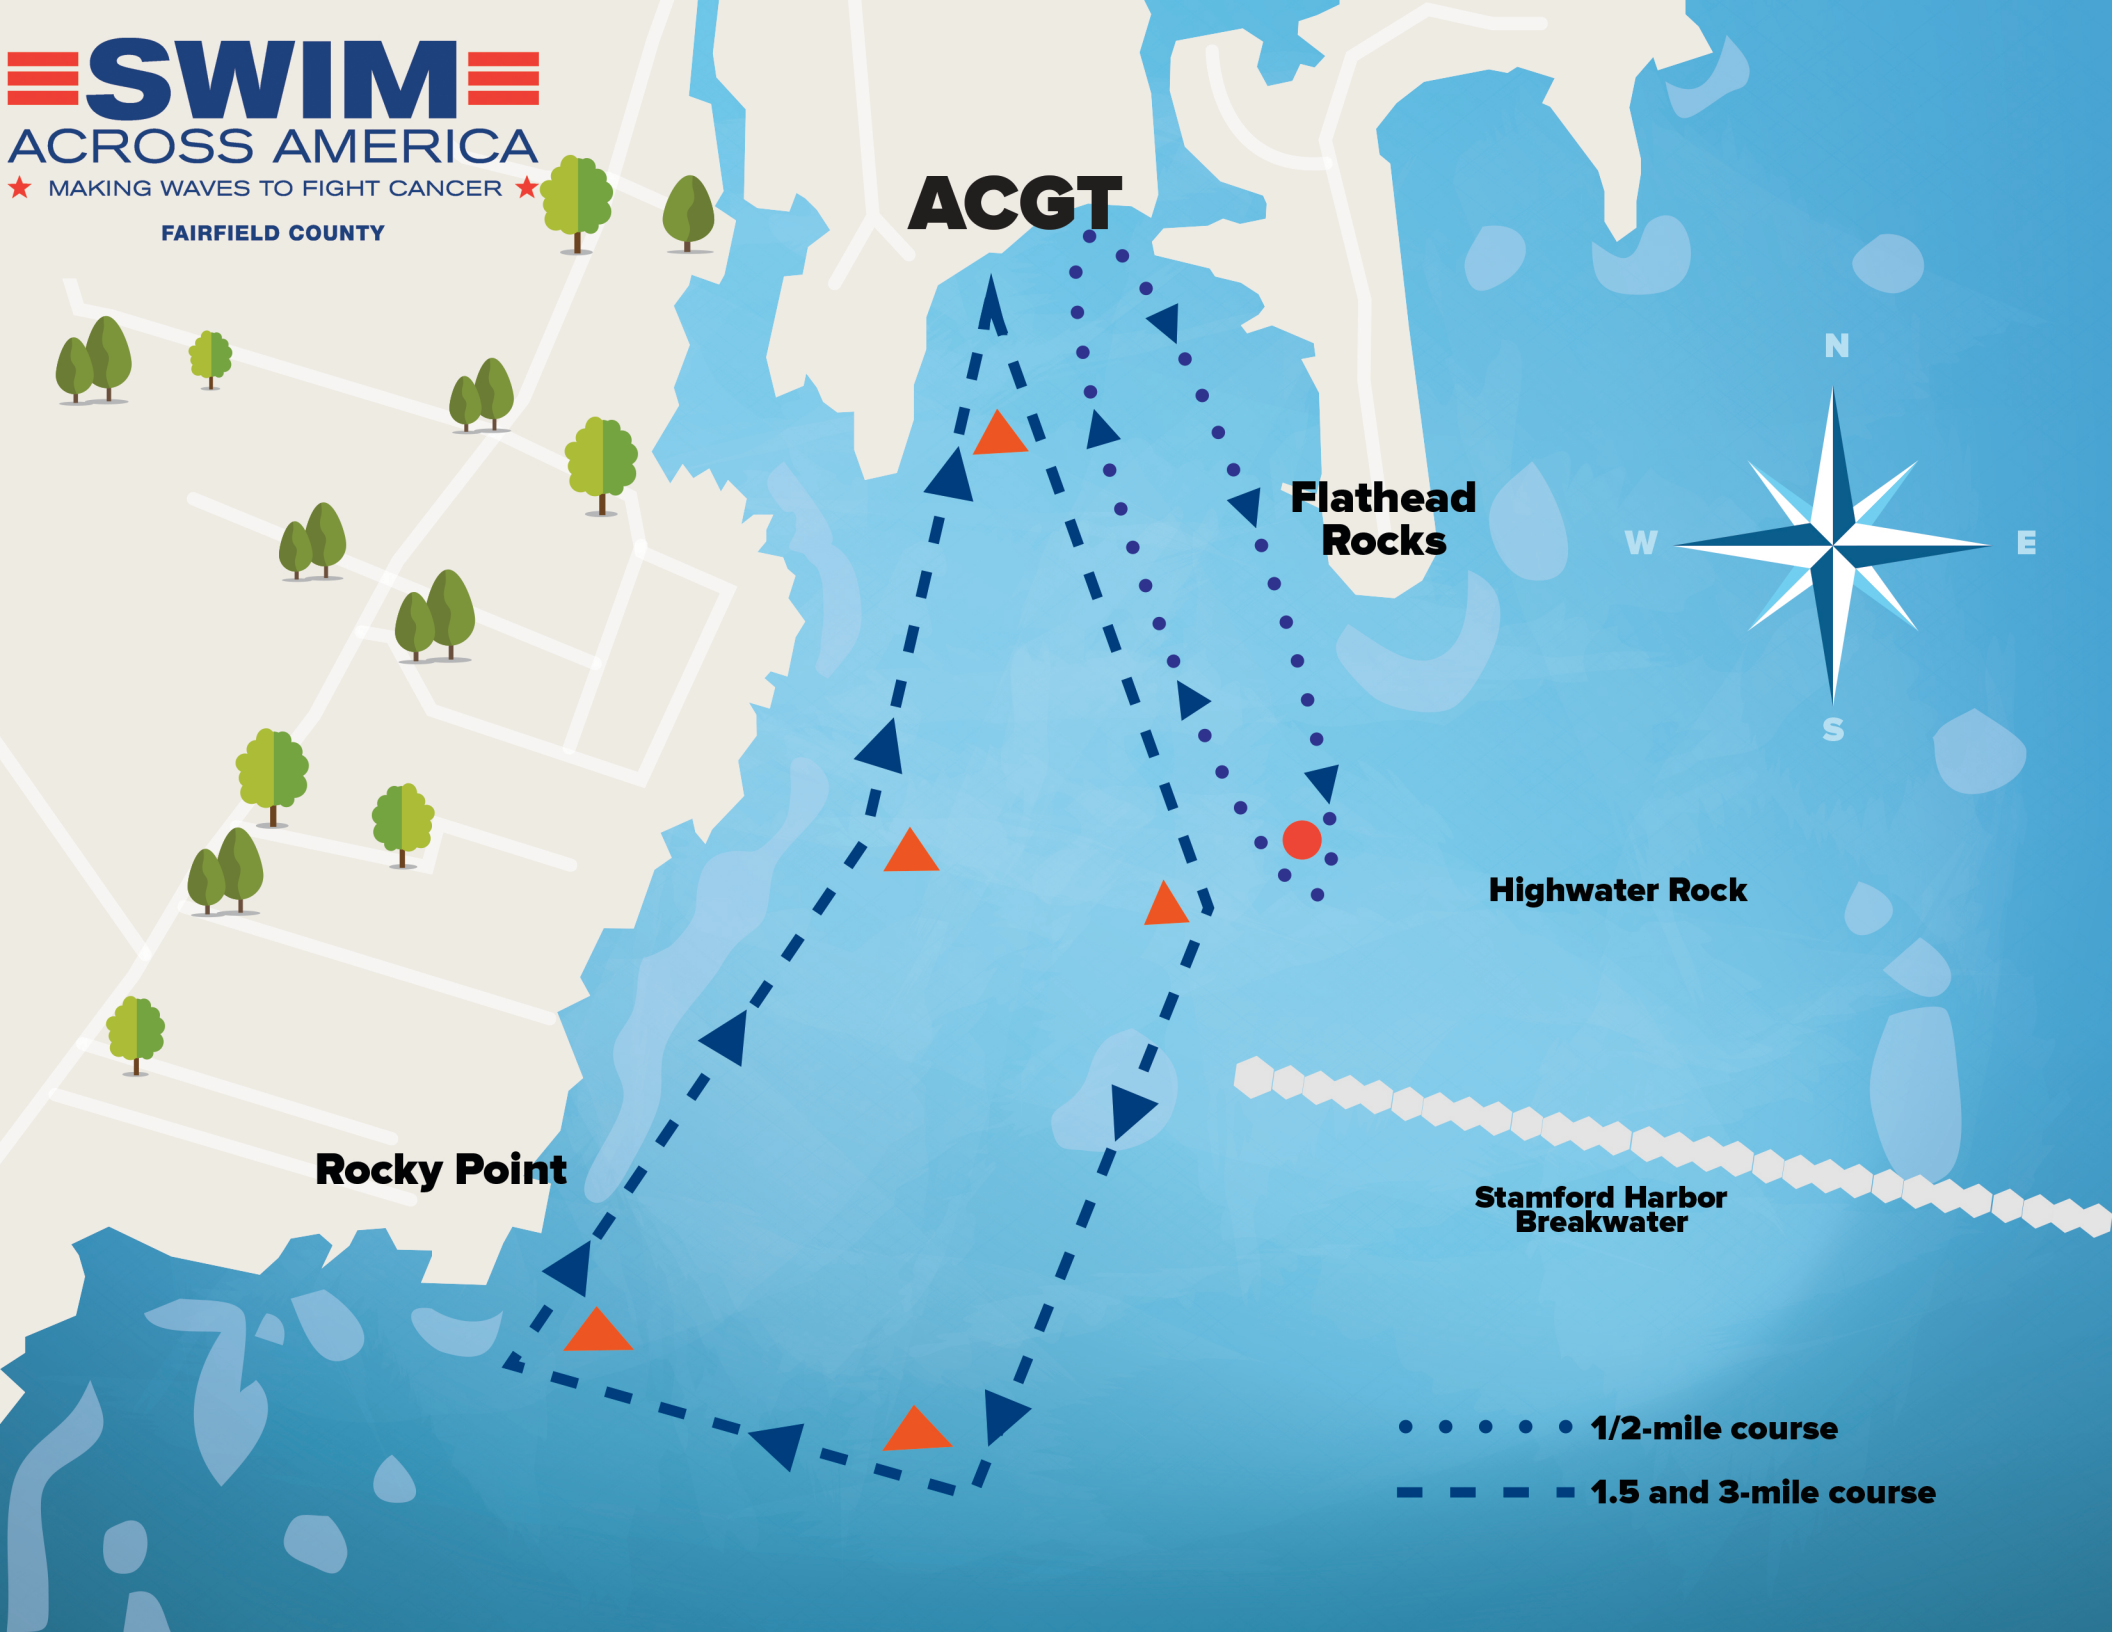 SWIM
ACROSS AMERICA
MAKING WAVES TO FIGHT CANCER
FAIRFIELD COUNTY
ACGT
N
Flathead
Rocks
W
E
S
Highwater Rock
Rocky Point
Stamford Harbor
Breakwater
1/2-mile course
1.5 and 3-mile course